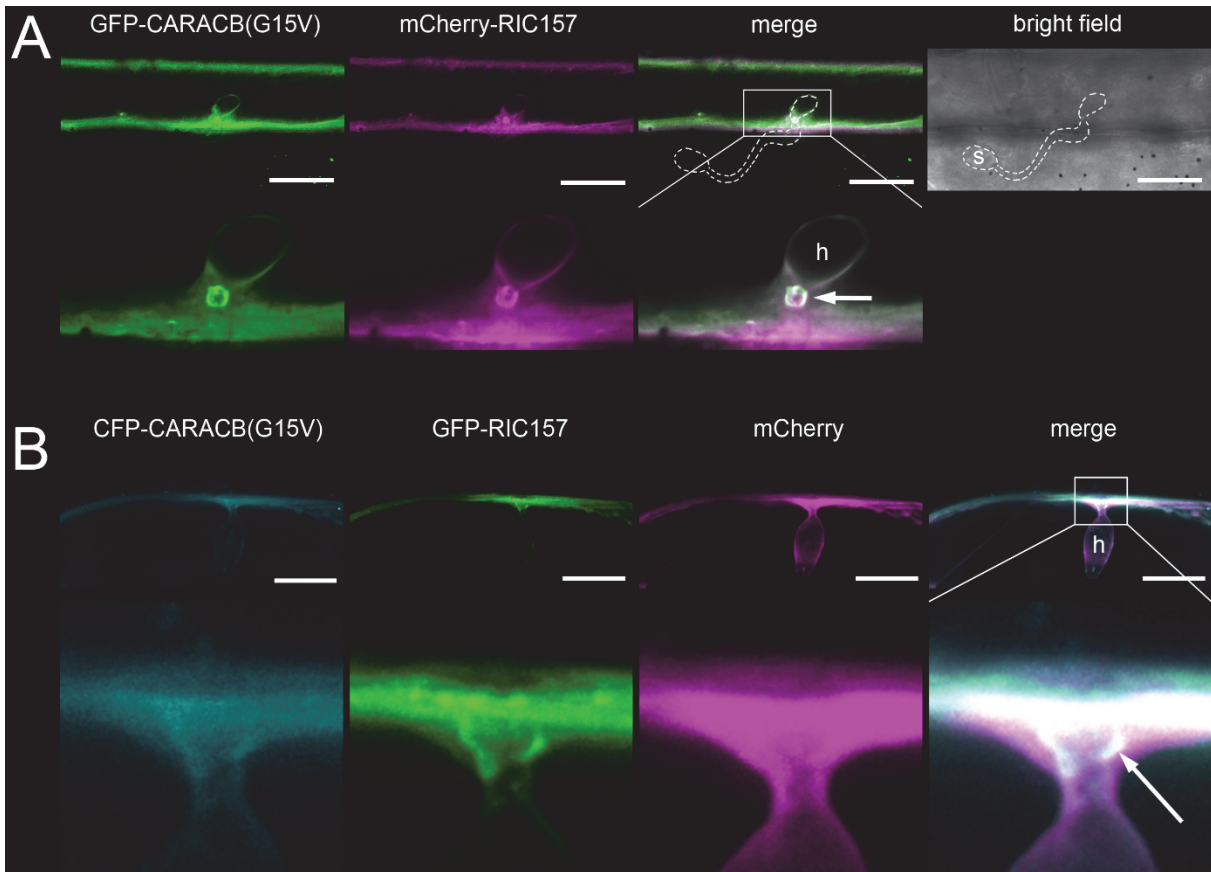 A
GFP-CARACB(G15V) mCherry-RIC157 merge bright field
s
h
B
CFP-CARACB(G15V) GFP-RIC157 mCherry merge
h